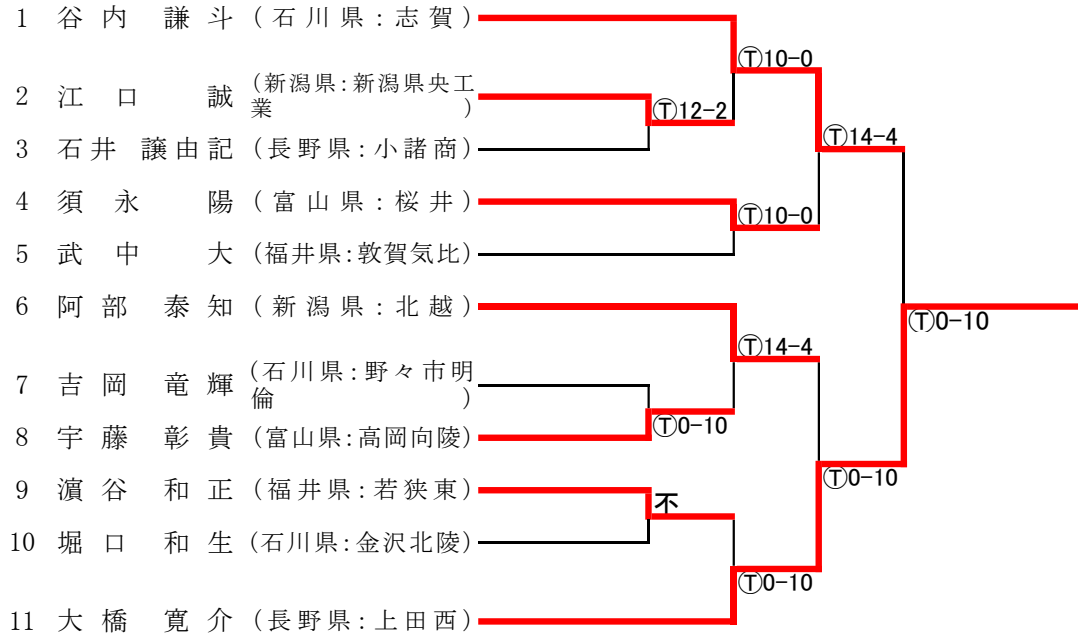 1 谷内 謙斗 (石川県:志賀)
Ⓣ10-0
2 江口 誠 (新潟県:新潟県央工業)
Ⓣ12-2
3 石井 譲由記 (長野県:小諸商)
Ⓣ14-4
4 須永 陽 (富山県:桜井)
Ⓣ10-0
5 武中 大 (福井県:敦賀気比)
6 阿部 泰知 (新潟県:北越)
Ⓣ0-10
Ⓣ14-4
7 吉岡 竜輝 (石川県:野々市明倫)
Ⓣ0-10
8 宇藤 彰貴 (富山県:高岡向陵)
Ⓣ0-10
9 濵谷 和正 (福井県:若狭東)
不
10 堀口 和生 (石川県:金沢北陵)
Ⓣ0-10
11 大橋 寛介 (長野県:上田西)